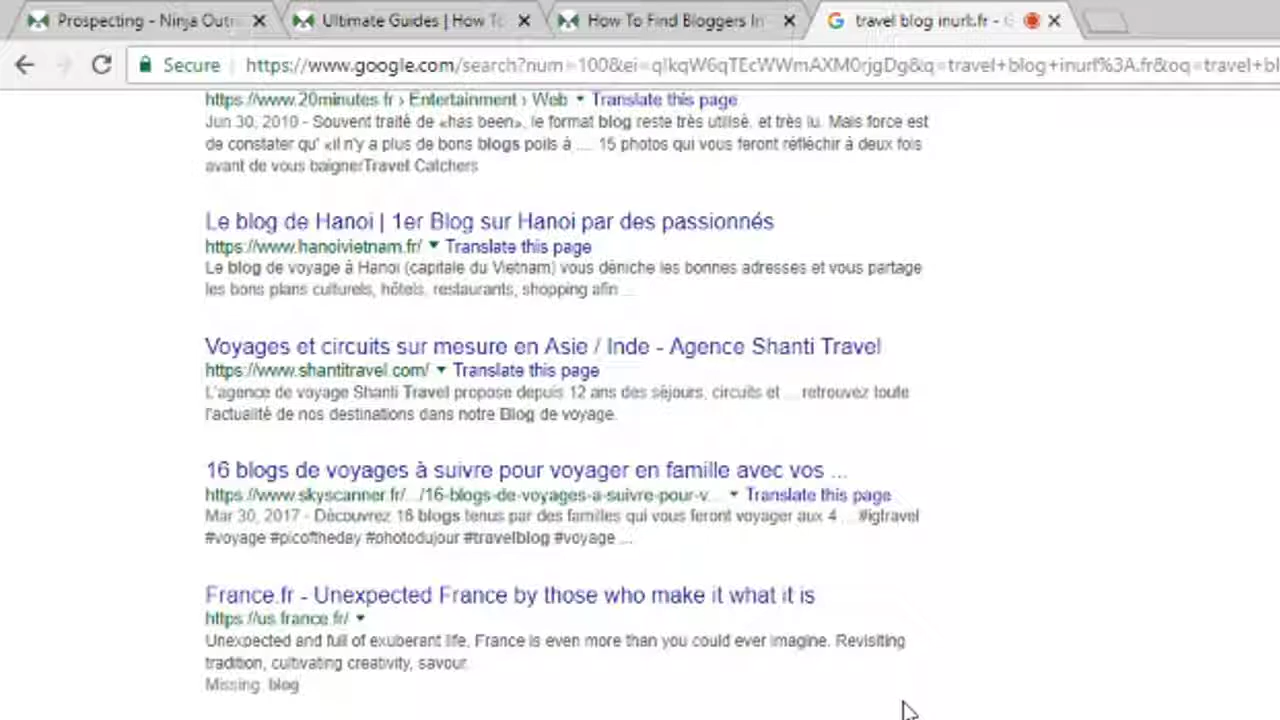 Prospecting - Ninja Outr
Ultimate Guides | How To
How To Find Bloggers In
travel blog inurl:.fr - G
Secure
https://www.google.com/search?num=100&ei=qlkqW6qTEcWWmAXM0rjgDg&q=travel+blog+inurl%3A.fr&oq=travel+bl
https://www.20minutes.fr › Entertainment › Web ▼ Translate this page
Jun 30, 2010 - Souvent traité de «has been», le format blog reste très utilisé, et très lu. Mais force est
de constater qu' «il n'y a plus de bons blogs poils à ... 15 photos qui vous feront réfléchir à deux fois
avant de vous baignerTravel Catchers
Le blog de Hanoi | 1er Blog sur Hanoi par des passionnés
https://www.hanoivietnam.fr/ ▼ Translate this page
Le blog de voyage à Hanoi (capitale du Vietnam) vous déniche les bonnes adresses et vous partage
les bons plans culturels, hôtels, restaurants, shopping afin ...
Voyages et circuits sur mesure en Asie / Inde - Agence Shanti Travel
https://www.shantitravel.com/ ▼ Translate this page
L'agence de voyage Shanti Travel propose depuis 12 ans des séjours, circuits et ... retrouvez toute
l'actualité de nos destinations dans notre Blog de voyage.
16 blogs de voyages à suivre pour voyager en famille avec vos ...
https://www.skyscanner.fr/.../16-blogs-de-voyages-a-suivre-pour-v... ▼ Translate this page
Mar 30, 2017 - Découvrez 16 blogs tenus par des familles qui vous feront voyager aux 4 ... #igtravel
#voyage #picoftheday #photodujour #travelblog #voyage ...
France.fr - Unexpected France by those who make it what it is
https://us.france.fr/ ▼
Unexpected and full of exuberant life, France is even more than you could ever imagine. Revisiting
tradition, cultivating creativity, savour.
Missing: blog